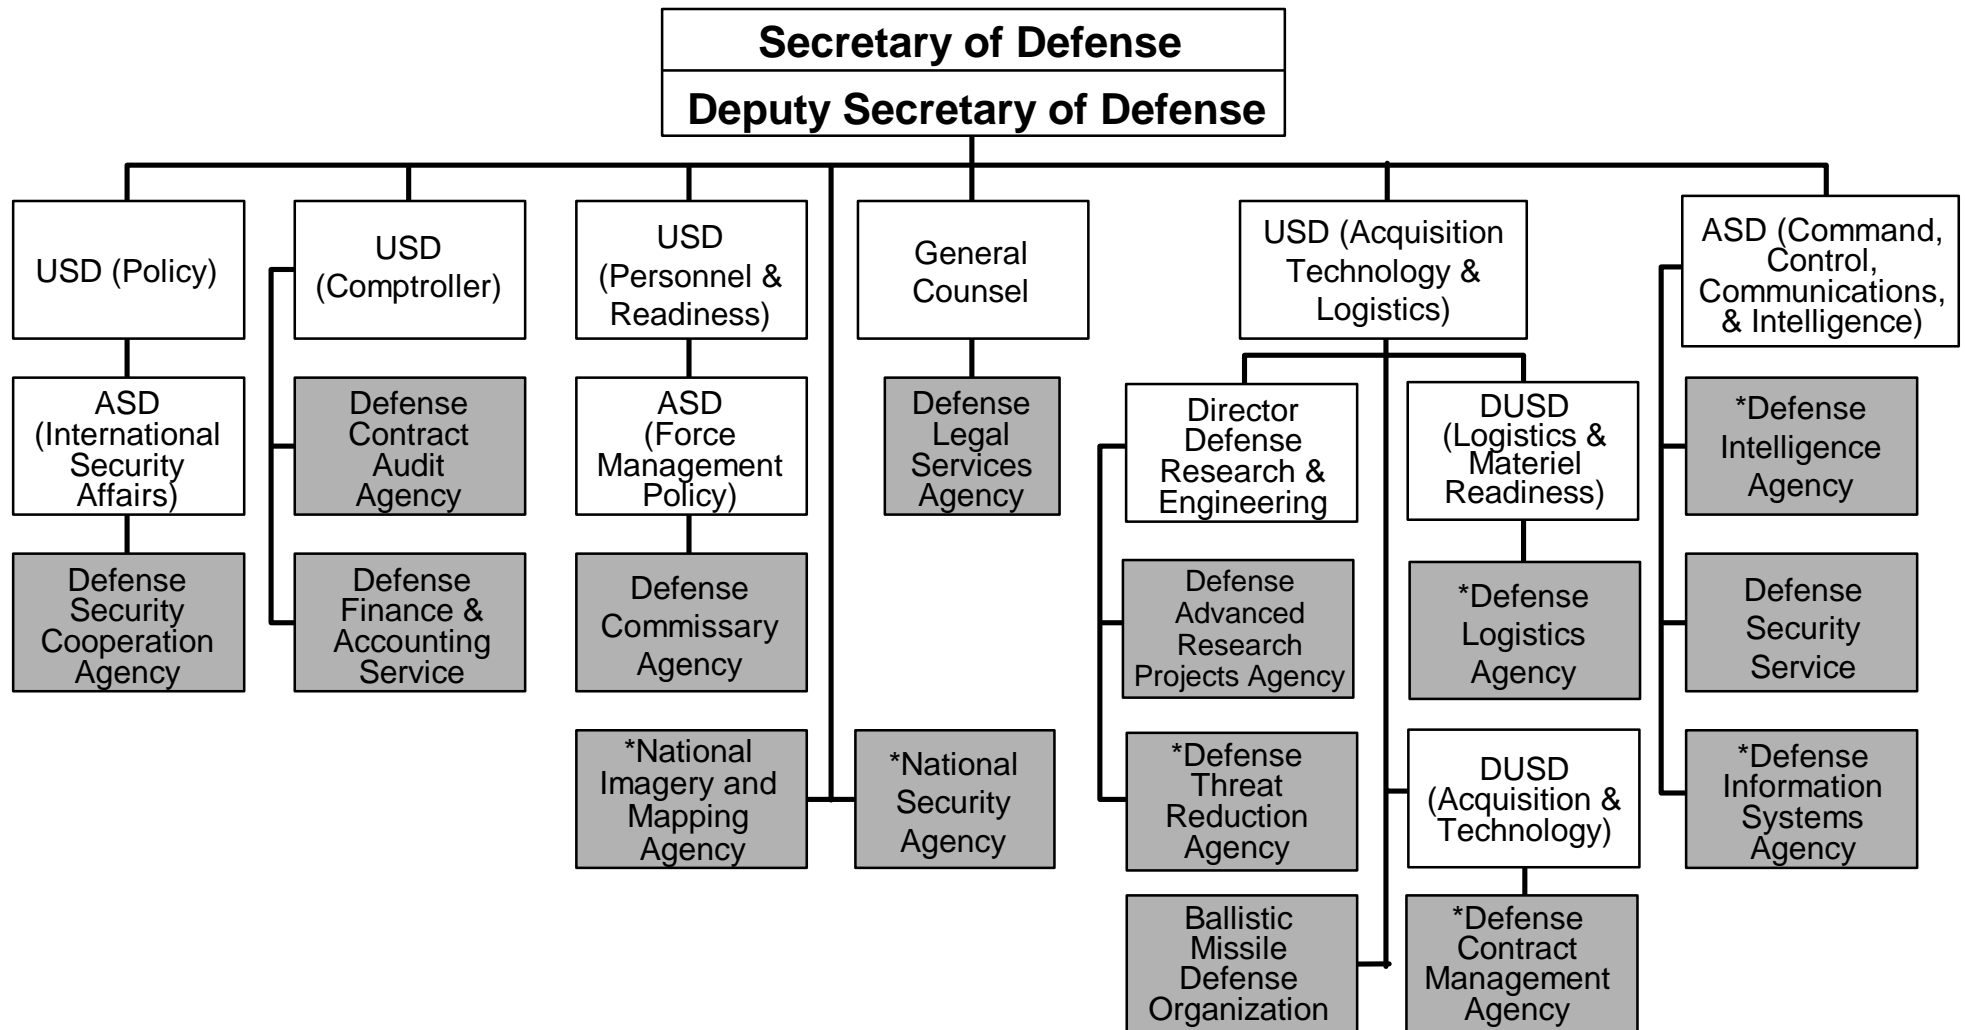 Secretary of Defense
Deputy Secretary of Defense
USD (Policy)
USD
(Comptroller)
USD
(Personnel &
Readiness)
General
Counsel
USD (Acquisition
Technology &
Logistics)
ASD (Command,
Control,
Communications,
& Intelligence)
ASD
(International
Security
Affairs)
Defense
Contract
Audit
Agency
ASD
(Force
Management
Policy)
Defense
Legal
Services
Agency
Director
Defense
Research &
Engineering
DUSD
(Logistics &
Materiel
Readiness)
*Defense
Intelligence
Agency
Defense
Security
Cooperation
Agency
Defense
Finance &
Accounting
Service
Defense
Commissary
Agency
Defense
Advanced
Research
Projects Agency
*Defense
Logistics
Agency
Defense
Security
Service
*National
Imagery and
Mapping
Agency
*National
Security
Agency
*Defense
Threat
Reduction
Agency
DUSD
(Acquisition &
Technology)
*Defense
Information
Systems
Agency
Ballistic
Missile
Defense
Organization
*Defense
Contract
Management
Agency